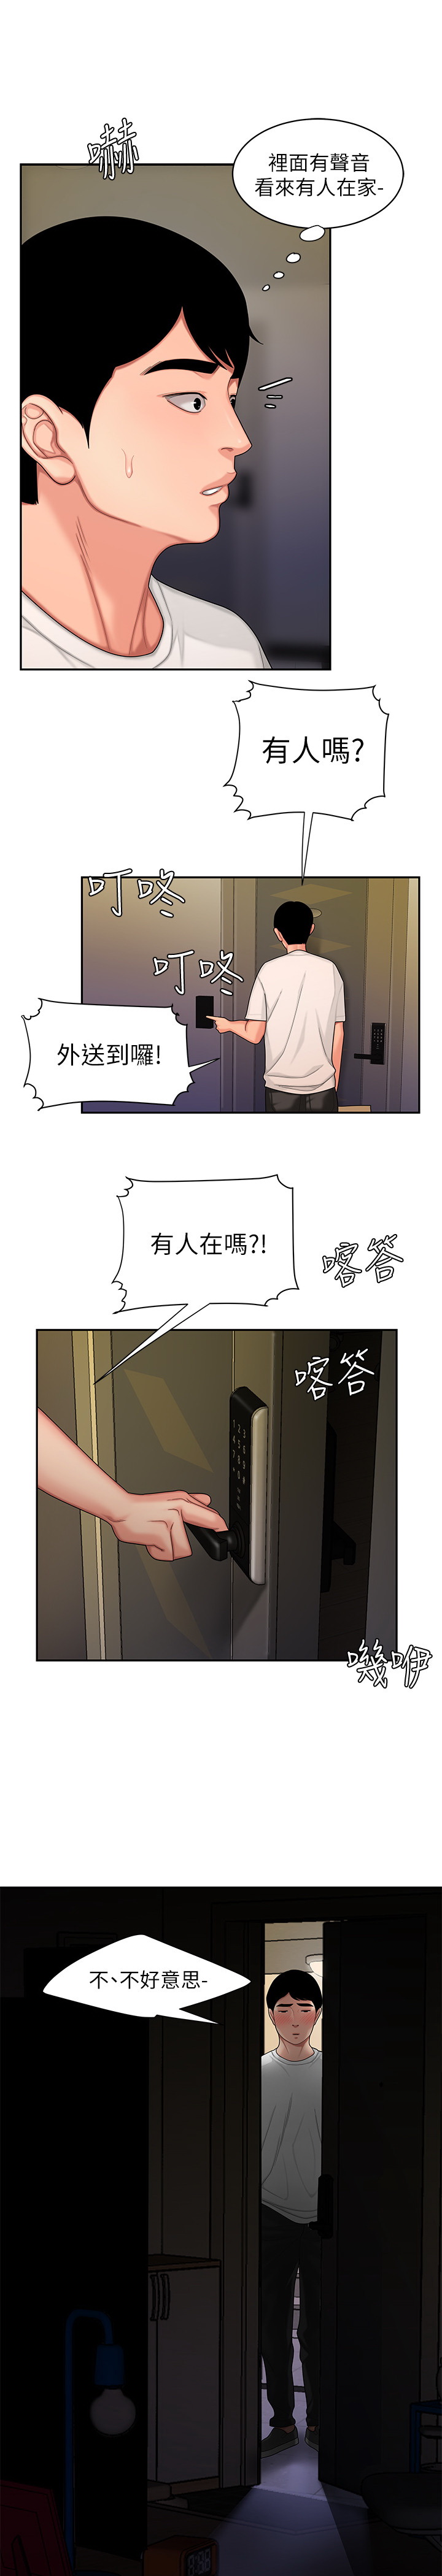 嚇
裡面有聲音
看來有人在家-
有人嗎?
叮咚
叮咚
外送到囉!
有人在嗎?!
喀答
喀答
嘰咿
不、不好意思-